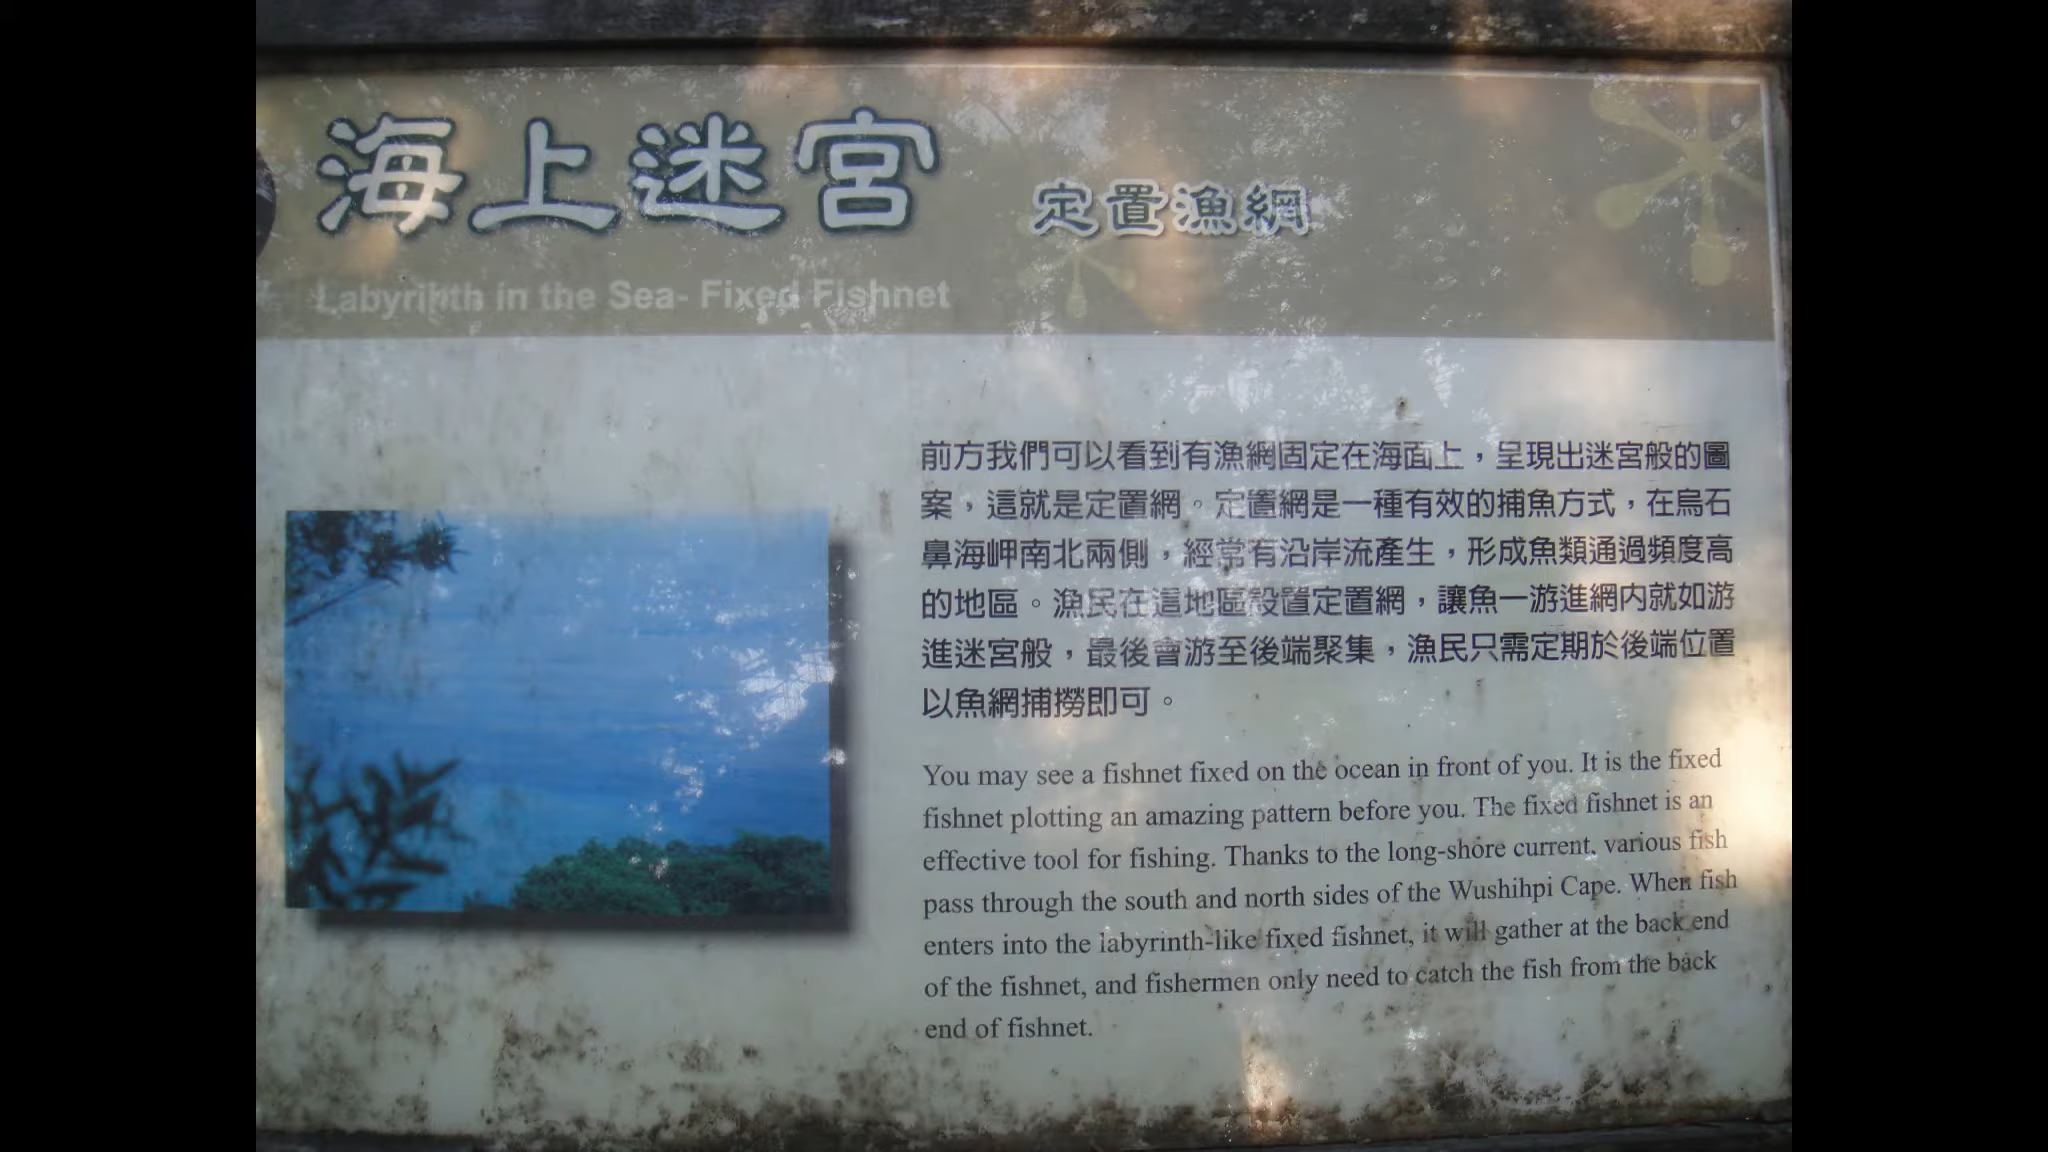 海上迷宮 定置漁網
Labyrinth in the Sea- Fixed Fishnet
前方我們可以看到有漁網固定在海面上，呈現出迷宮般的圖
案，這就是定置網。定置網是一種有效的捕魚方式，在烏石
鼻海岬南北兩側，經常有沿岸流產生，形成魚類通過頻度高
的地區。漁民在這地區設置定置網，讓魚一游進網內就如游
進迷宮般，最後會游至後端聚集，漁民只需定期於後端位置
以魚網捕撈即可。
You may see a fishnet fixed on the ocean in front of you. It is the fixed
fishnet plotting an amazing pattern before you. The fixed fishnet is an
effective tool for fishing. Thanks to the long-shore current, various fish
pass through the south and north sides of the Wushihpi Cape. When fish
enters into the labyrinth-like fixed fishnet, it will gather at the back end
of the fishnet, and fishermen only need to catch the fish from the back
end of fishnet.